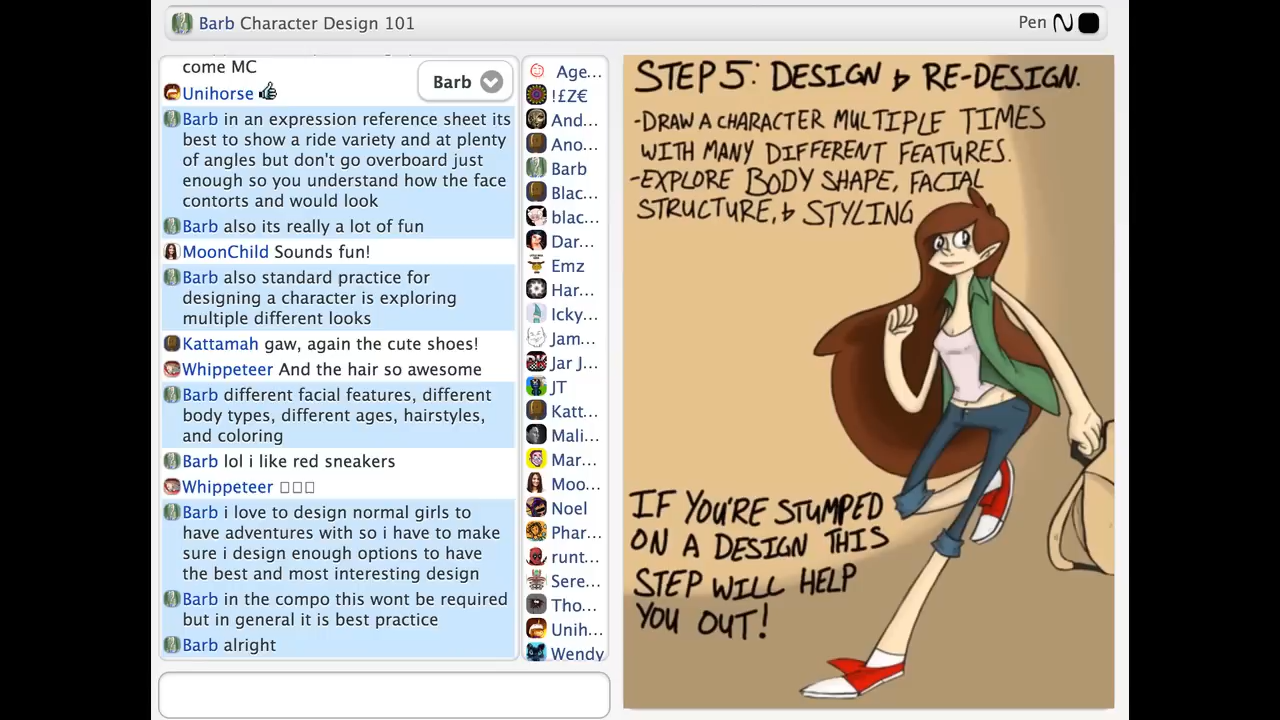 Barb Character Design 101
Pen
come MC
Unihorse
Barb
Barb in an expression reference sheet its
best to show a ride variety and at plenty
of angles but don't go overboard just
enough so you understand how the face
contorts and would look
Barb also its really a lot of fun
MoonChild Sounds fun!
Barb also standard practice for
designing a character is exploring
multiple different looks
Kattamah gaw, again the cute shoes!
Whippeteer And the hair so awesome
Barb different facial features, different
body types, different ages, hairstyles,
and coloring
Barb lol i like red sneakers
Whippeteer
Barb i love to design normal girls to
have adventures with so i have to make
sure i design enough options to have
the best and most interesting design
Barb in the compo this wont be required
but in general it is best practice
Barb alright
Age...
!£Z€
And...
Ano...
Barb
Blac...
blac...
Dar...
Emz
Har...
Icky...
Jam...
Jar J...
JT
Katt...
Mali...
Mar...
Moo...
Noel
Phar...
runt...
Sere...
Tho...
Unih...
Wendy
STEP 5: DESIGN & RE-DESIGN.
-DRAW A CHARACTER MULTIPLE TIMES
WITH MANY DIFFERENT FEATURES.
-EXPLORE BODY SHAPE, FACIAL
STRUCTURE, & STYLING
IF YOU'RE STUMPED
ON A DESIGN THIS
STEP WILL HELP
YOU OUT!